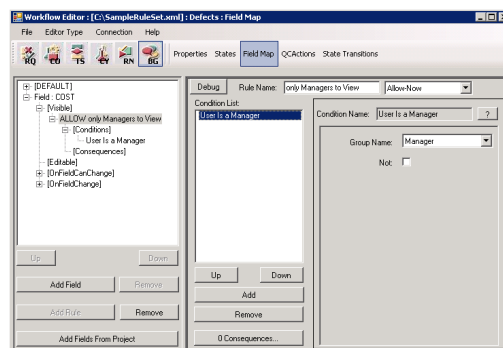 Workflow Editor : [C:\SampleRuleSet.xml] : Defects : Field Map
File Editor Type Connection Help
RQ TS EY RN BG Properties States Field Map QCActions State Transitions
[DEFAULT]
Field : COST
[Visible]
ALLOW only Managers to View
[Conditions]
User Is a Manager
[Consequences]
[Editable]
[OnFieldCanChange]
[OnFieldChange]
Up Down
Add Field Remove
Add Rule Remove
Add Fields From Project
Debug Rule Name: only Managers to View Allow-Now
Condition List:
User Is a Manager
Up Down
Add
Remove
0 Consequences...
Condition Name: User Is a Manager ?
Group Name: Manager
Not: